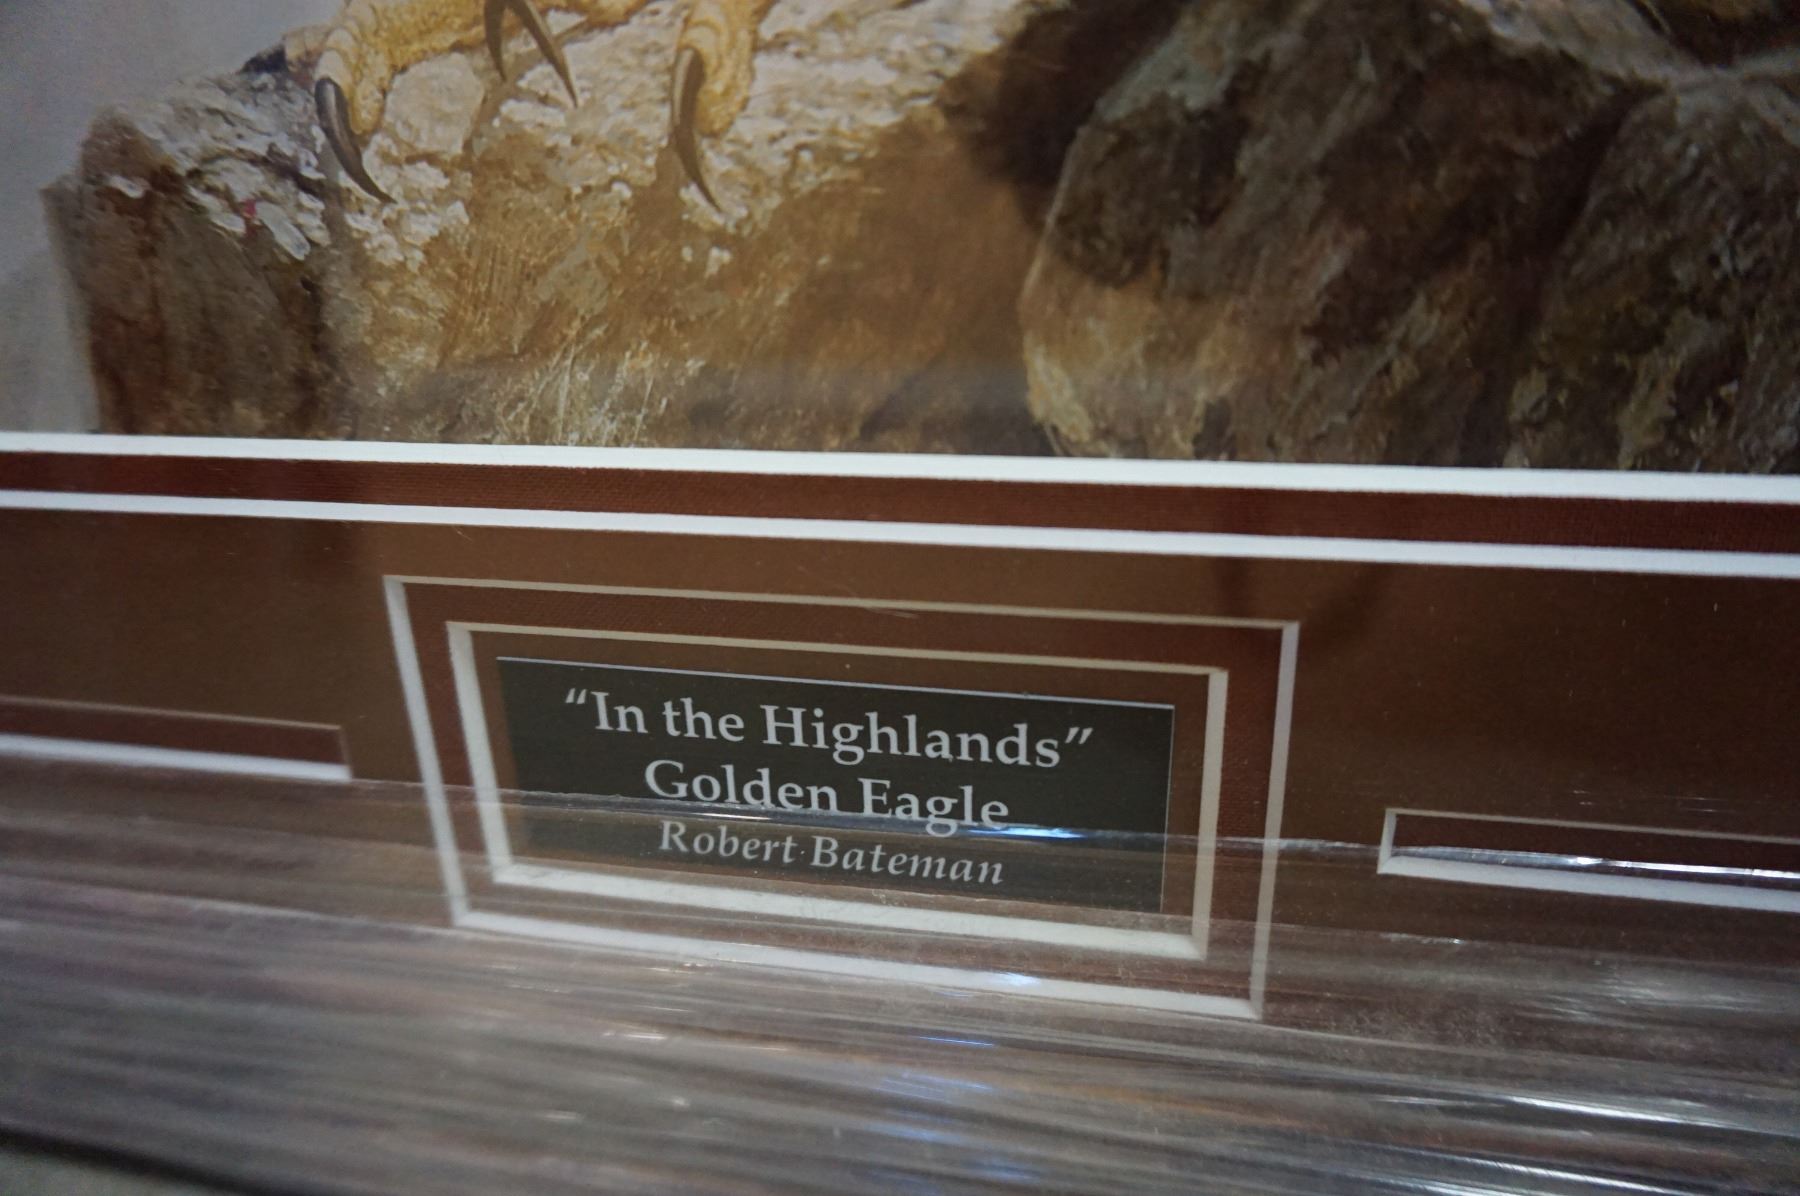 “In the Highlands”
Golden Eagle
Robert Bateman